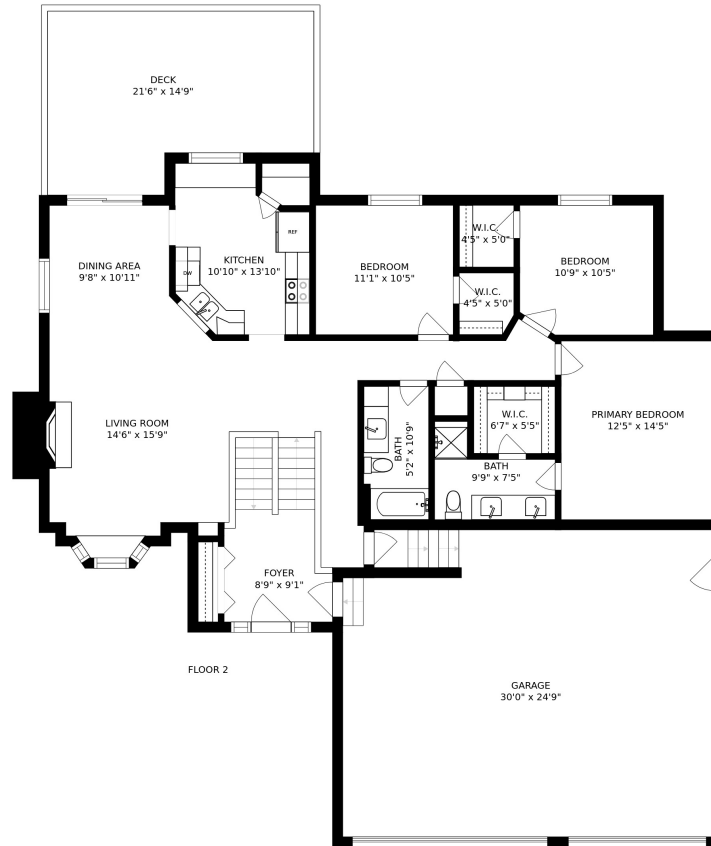 DECK
21'6" x 14'9"
W.I.C.
4'5" x 5'0"
REF
KITCHEN
10'10" x 13'10"
DINING AREA
9'8" x 10'11"
DW
BEDROOM
11'1" x 10'5"
BEDROOM
10'9" x 10'5"
W.I.C.
4'5" x 5'0"
LIVING ROOM
14'6" x 15'9"
BATH
5'2" x 10'9"
W.I.C.
6'7" x 5'5"
PRIMARY BEDROOM
12'5" x 14'5"
BATH
9'9" x 7'5"
FOYER
8'9" x 9'1"
FLOOR 2
GARAGE
30'0" x 24'9"